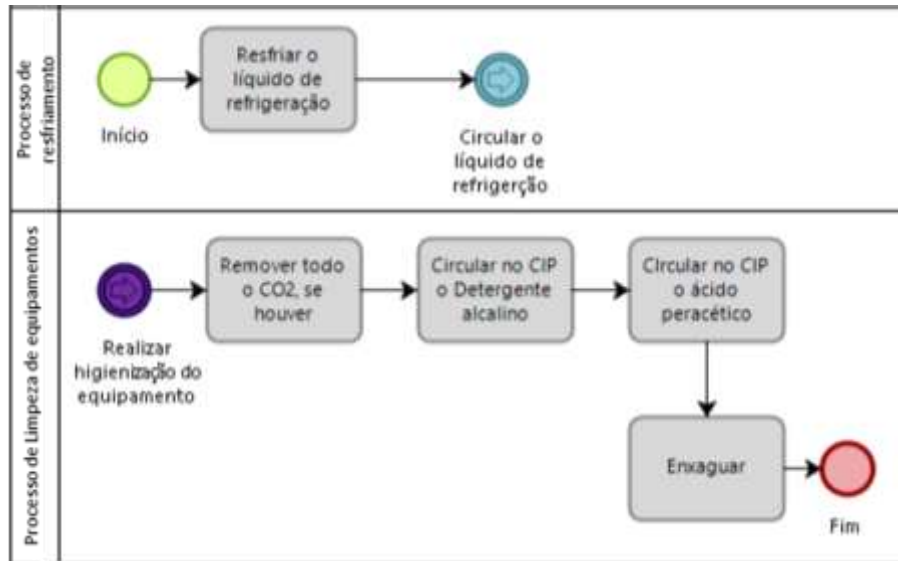 Processo de
resfriamento
Início
Resfriar o
líquido de
refrigeração
Circular o
líquido de
refrigerção
Processo de Limpeza de equipamentos
Realizar
higienização do
equipamento
Remover todo
o CO2, se
houver
Circular no CIP
o Detergente
alcalino
CIrcular no CIP
o ácido
peracético
Enxaguar
Fim